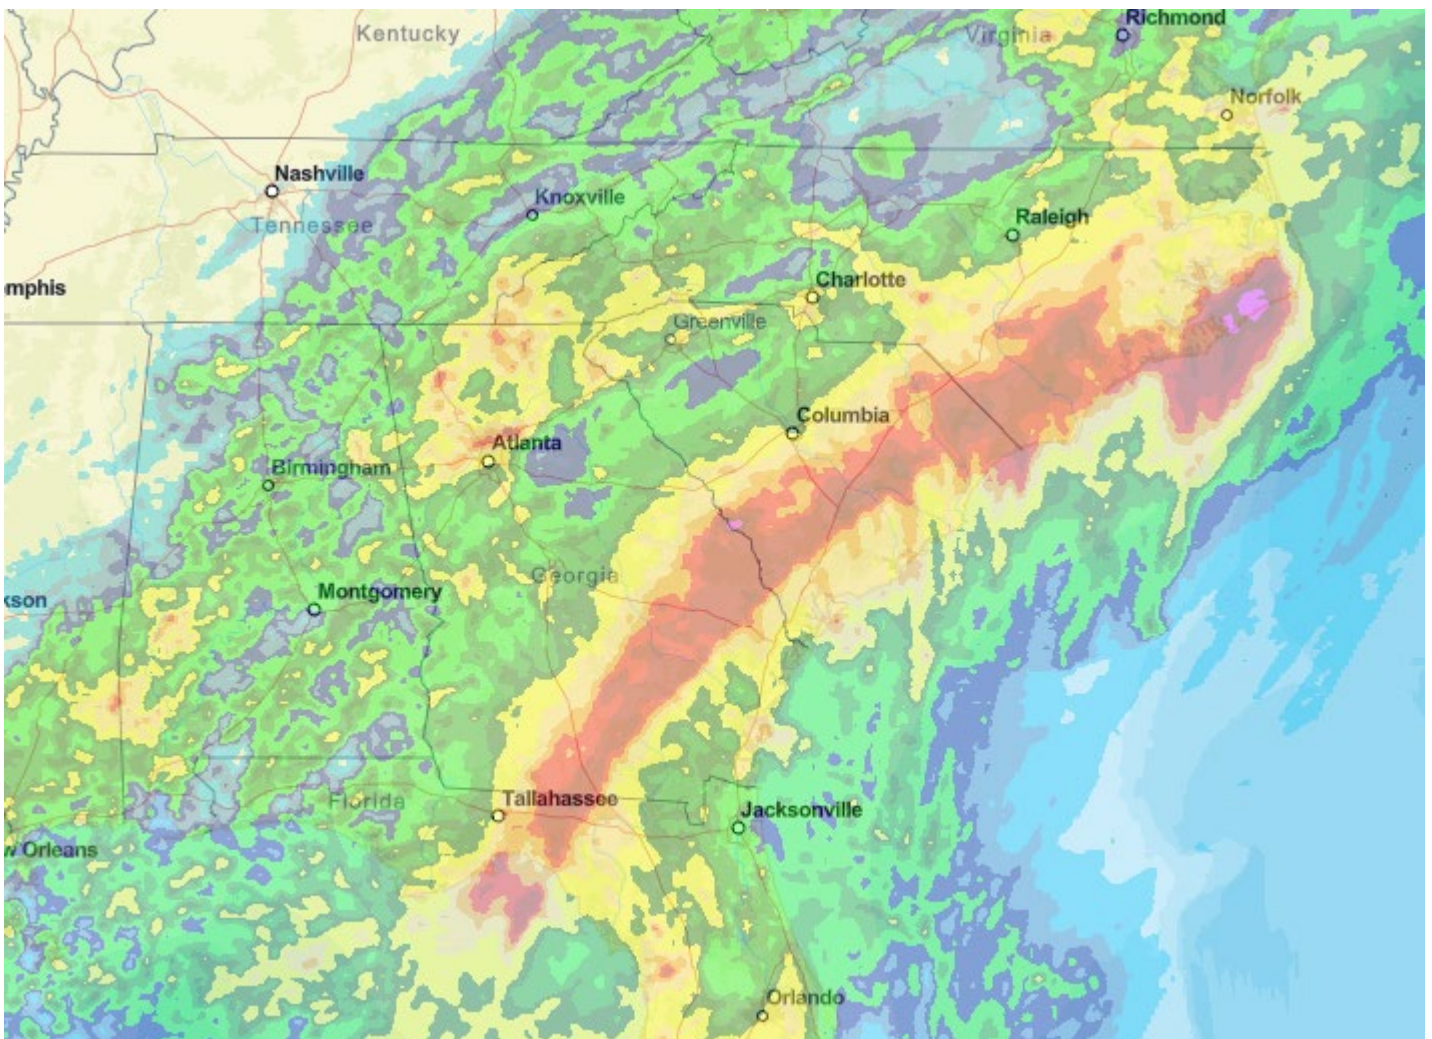 Richmond
Kentucky
Virginia
Norfolk
Nashville
Knoxville
Tennessee
Raleigh
Charlotte
mphis
Greenville
Columbia
Atlanta
Birmingham
Georgia
Montgomery
kson
Tallahassee
Florida
Jacksonville
w Orleans
Orlando